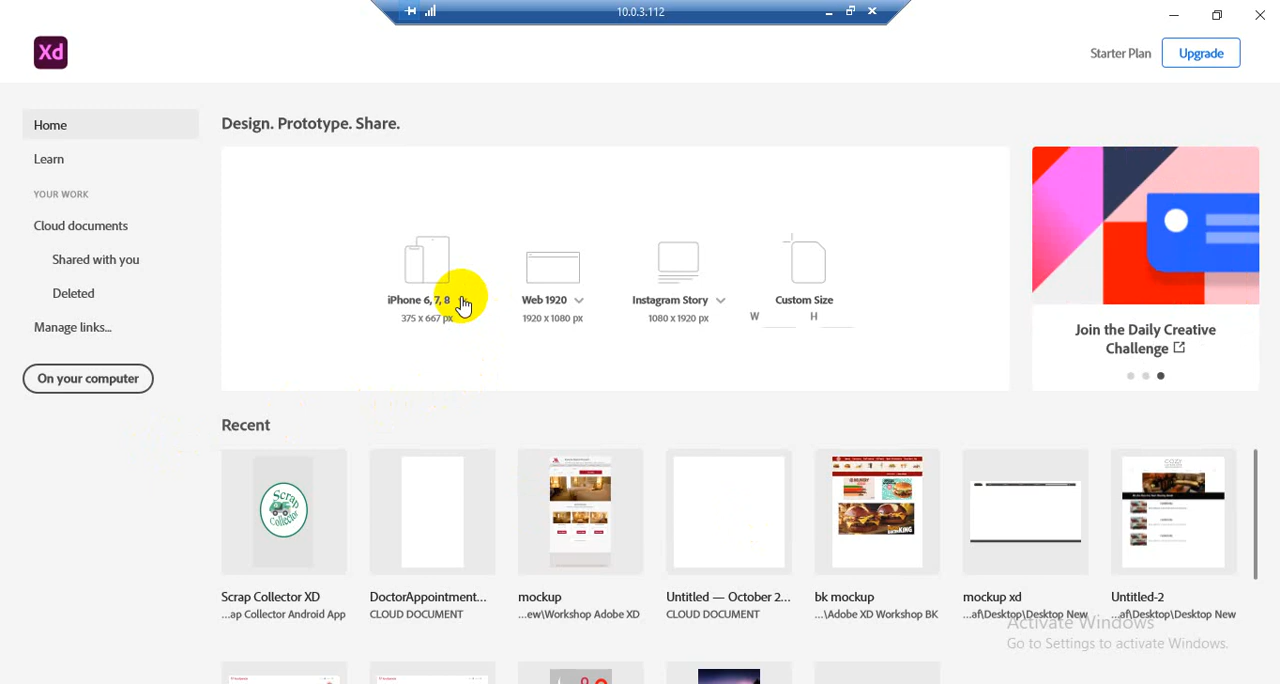 10.0.3.112
Xd
Starter Plan
Upgrade
Home
Learn
YOUR WORK
Cloud documents
Shared with you
Deleted
Manage links...
On your computer
Design. Prototype. Share.
iPhone 6, 7, 8
375 x 667 px
Web 1920
1920 x 1080 px
Instagram Story
1080 x 1920 px
Custom Size
W
H
Join the Daily Creative
Challenge
Recent
Scrap
Collector
COZY
Scrap Collector XD
...ap Collector Android App
DoctorAppointment...
CLOUD DOCUMENT
mockup
...ew\Workshop Adobe XD
Untitled — October 2...
CLOUD DOCUMENT
bk mockup
...\Adobe XD Workshop BK
mockup xd
...af\Desktop\Desktop New
Untitled-2
...af\Desktop\Desktop New
Activate Windows
Go to Settings to activate Windows.